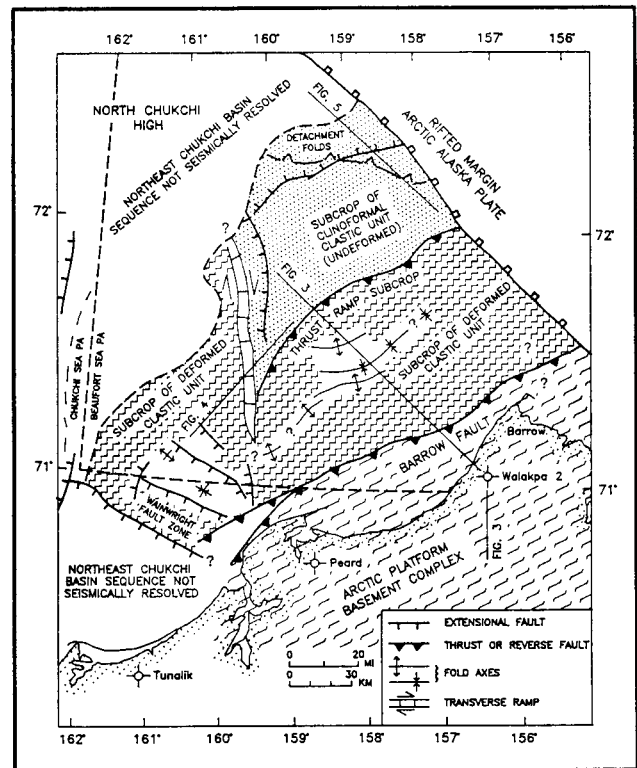 162° 161° 160° 159° 158° 157°
NORTH CHUKCHI
HIGH
NORTHEAST CHUKCHI BASIN
SEQUENCE NOT SEISMICALLY RESOLVED
FIG. 5
RIFTED MARGIN
ARCTIC ALASKA PLATE
DETACHMENT
FOLDS
72°
72°
SUBCROP OF
CLINOFORMAL
CLASTIC UNIT
(UNDEFORMED)
?
FIG. 3
THRUST RAMP SUBCROP
?
SUBCROP OF DEFORMED
CLASTIC UNIT
CHUKCHI SEA PA
BEAUFORT SEA PA
SUBCROP OF DEFORMED
CLASTIC UNIT
FIG. 4
?
?
?
?
BARROW FAULT
Barrow
71°
71°
Walakpa 2
WAINWRIGHT
FAULT ZONE
?
?
NORTHEAST CHUKCHI
BASIN SEQUENCE NOT
SEISMICALLY RESOLVED
Peard
ARCTIC PLATFORM
BASEMENT COMPLEX
FIG. 3
Tunalik
0 20
MI
0 30
KM
EXTENSIONAL FAULT
THRUST OR REVERSE FAULT
FOLD AXES
TRANSVERSE RAMP
162° 161° 160° 159° 158° 157° 156°